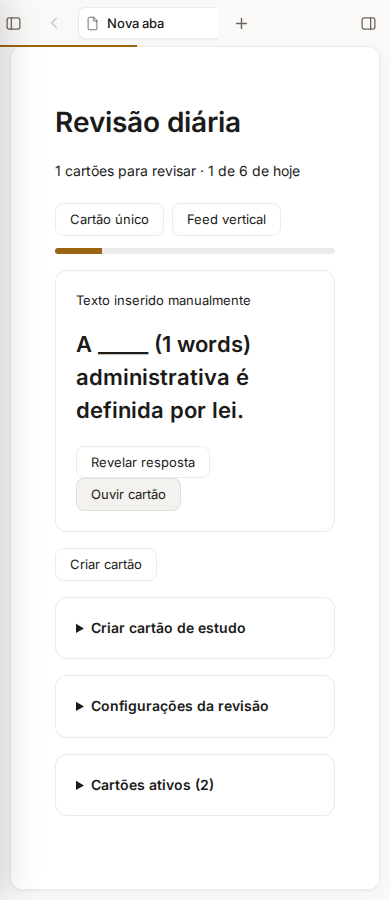 Nova aba
Revisão diária
1 cartões para revisar · 1 de 6 de hoje
Cartão único
Feed vertical
Texto inserido manualmente
A _____ (1 words)
administrativa é
definida por lei.
Revelar resposta
Ouvir cartão
Criar cartão
Criar cartão de estudo
Configurações da revisão
Cartões ativos (2)